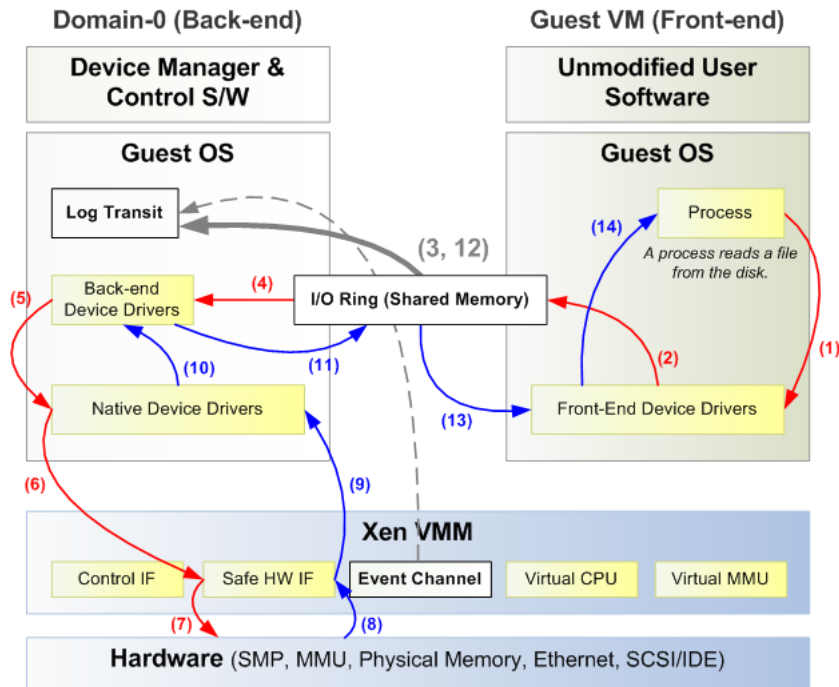 Domain-0 (Back-end)
Guest VM (Front-end)
Device Manager &
Control S/W
Unmodified User
Software
Guest OS
Guest OS
Log Transit
Process
(3, 12)
(14)
A process reads a file
from the disk.
Back-end
Device Drivers
(5)
(4)
I/O Ring (Shared Memory)
(1)
(10)
(11)
(2)
Native Device Drivers
(13)
Front-End Device Drivers
(6)
(9)
Xen VMM
Control IF
Safe HW IF
Event Channel
Virtual CPU
Virtual MMU
(7)
(8)
Hardware (SMP, MMU, Physical Memory, Ethernet, SCSI/IDE)